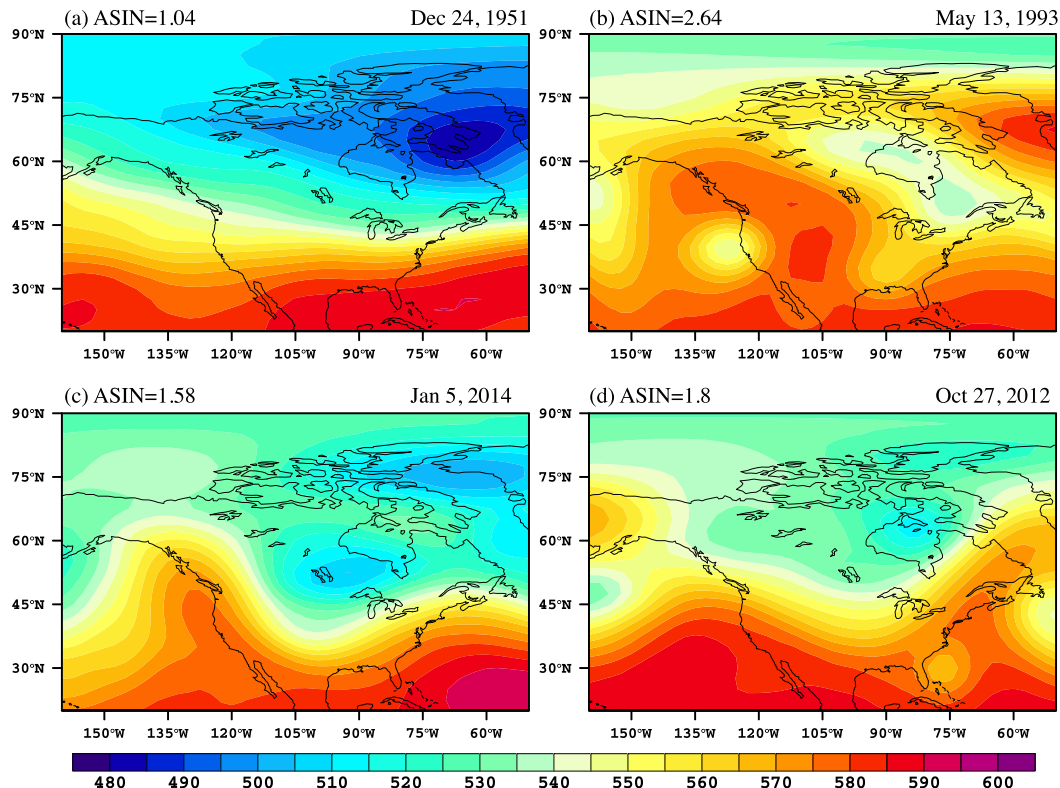 (a) ASIN=1.04 Dec 24, 1951
90°N
75°N
60°N
45°N
30°N
150°W 135°W 120°W 105°W 90°W 75°W 60°W
(b) ASIN=2.64 May 13, 1993
90°N
75°N
60°N
45°N
30°N
150°W 135°W 120°W 105°W 90°W 75°W 60°W
(c) ASIN=1.58 Jan 5, 2014
90°N
75°N
60°N
45°N
30°N
150°W 135°W 120°W 105°W 90°W 75°W 60°W
(d) ASIN=1.8 Oct 27, 2012
90°N
75°N
60°N
45°N
30°N
150°W 135°W 120°W 105°W 90°W 75°W 60°W
480 490 500 510 520 530 540 550 560 570 580 590 600